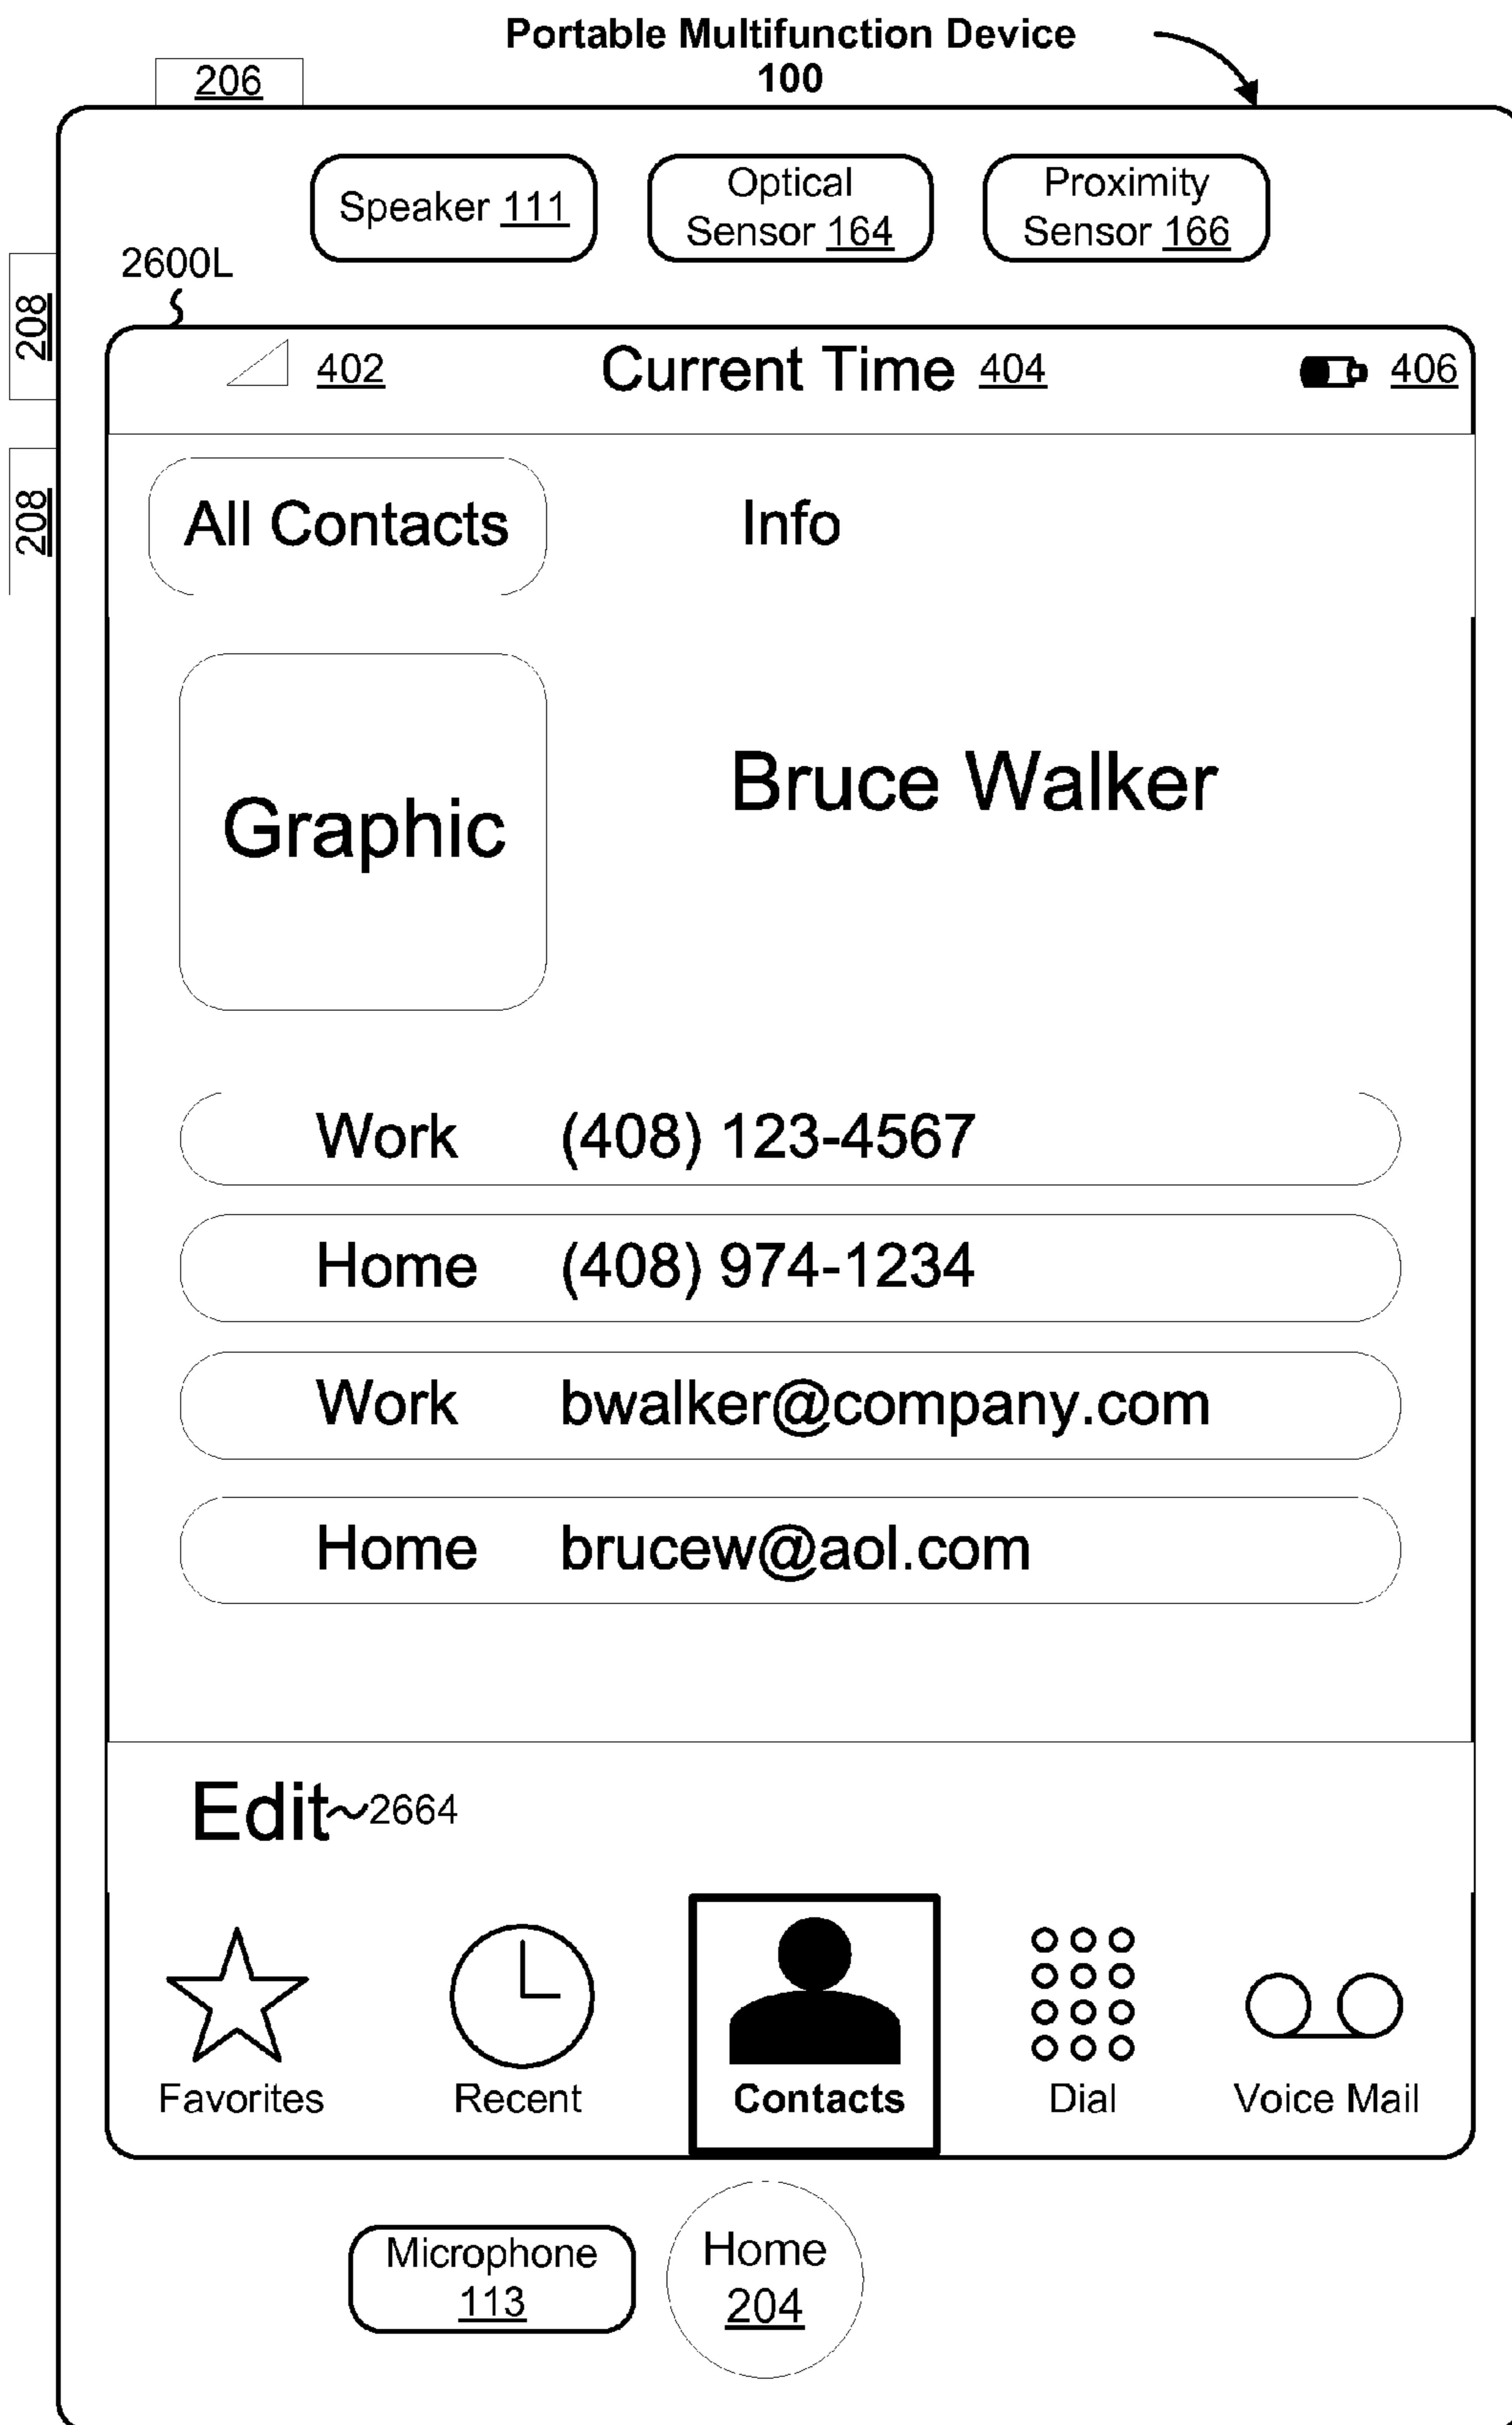 Portable Multifunction Device
100
206
Speaker 111
Optical
Sensor 164
Proximity
Sensor 166
2600L
208
208
402
Current Time 404
406
All Contacts
Info
Graphic
Bruce Walker
Work (408) 123-4567
Home (408) 974-1234
Work bwalker@company.com
Home brucew@aol.com
Edit 2664
Favorites
Recent
Contacts
Dial
Voice Mail
Microphone
113
Home
204